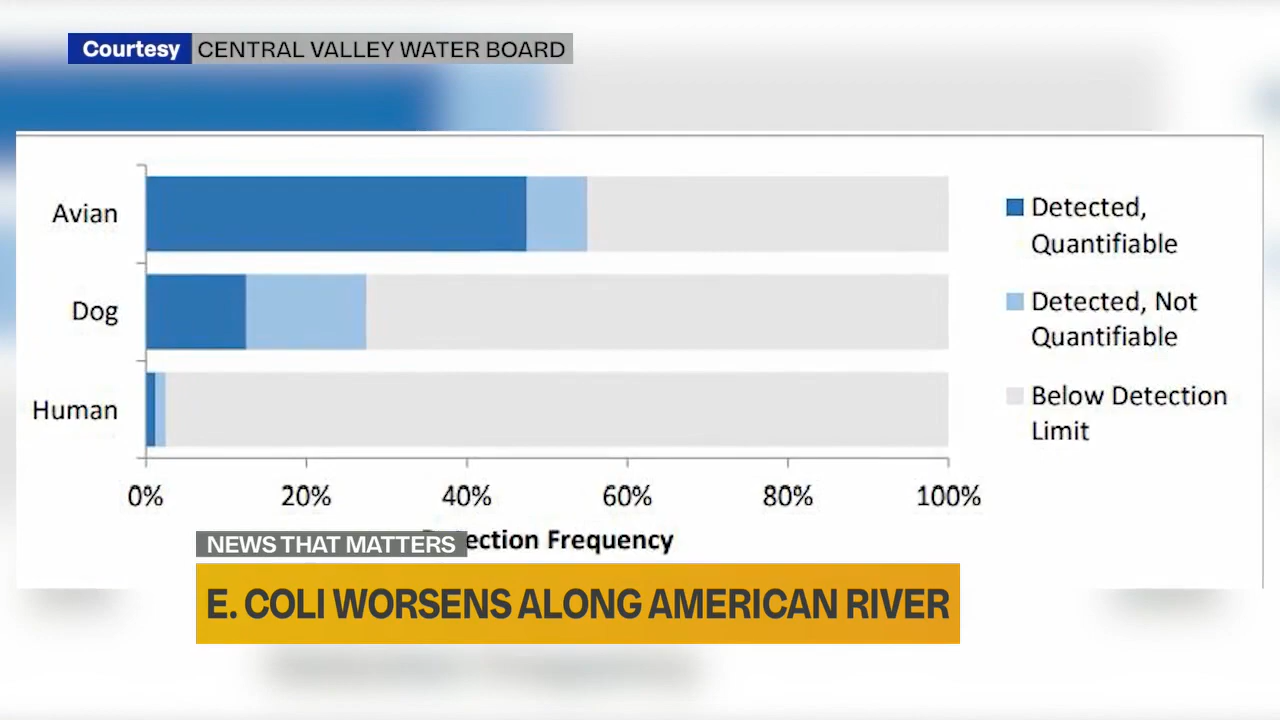 Courtesy CENTRAL VALLEY WATER BOARD
Avian
Dog
Human
Detected,
Quantifiable
Detected, Not
Quantifiable
Below Detection
Limit
0% 20% 40% 60% 80% 100%
Frequency
NEWS THAT MATTERS
E. COLI WORSENS ALONG AMERICAN RIVER